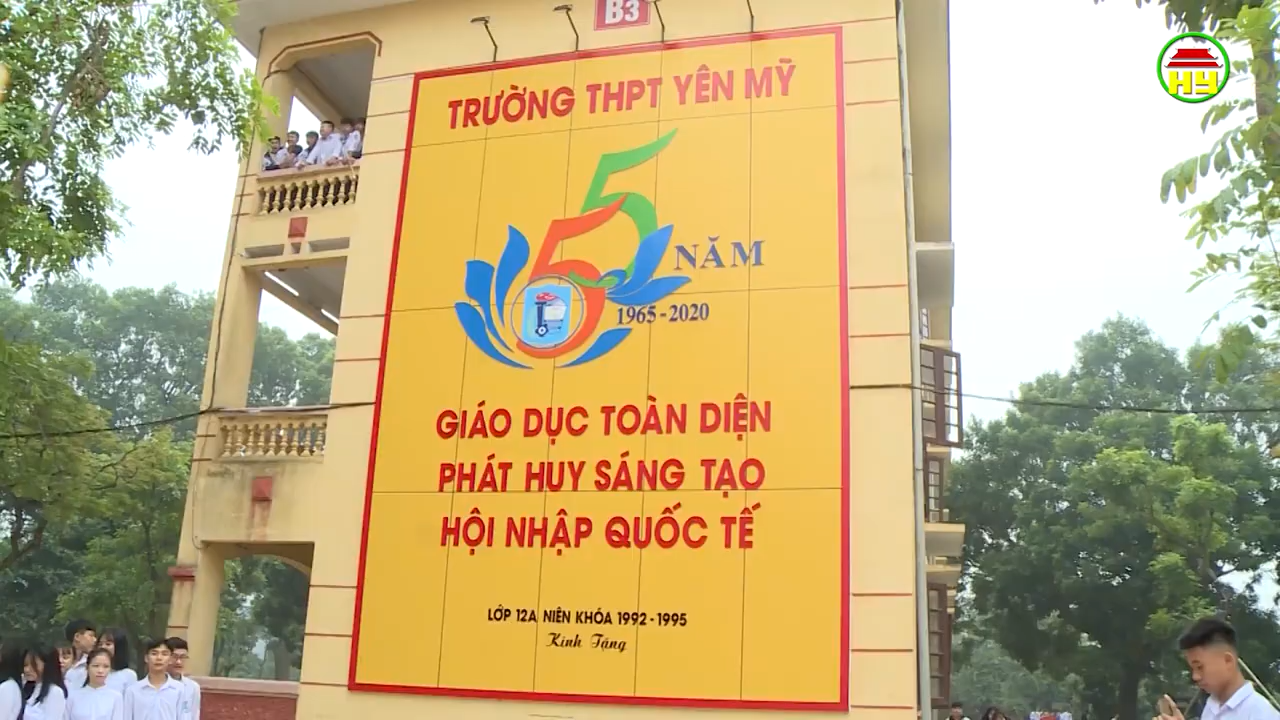 B3
HY
TRƯỜNG THPT YÊN MỸ
55
NĂM
1965-2020
GIÁO DỤC TOÀN DIỆN
PHÁT HUY SÁNG TẠO
HỘI NHẬP QUỐC TẾ
LỚP 12A NIÊN KHÓA 1992-1995
Kính Tặng